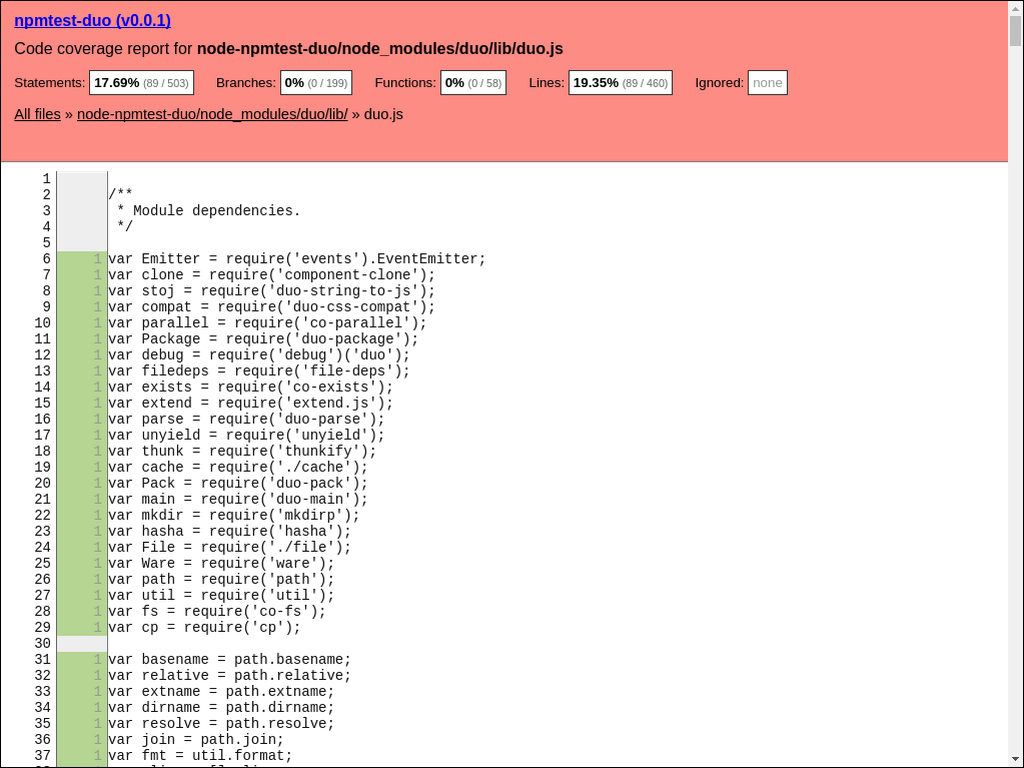 npmtest-duo (v0.0.1)
Code coverage report for node-npmtest-duo/node_modules/duo/lib/duo.js
Statements: 17.69% (89 / 503) Branches: 0% (0 / 199) Functions: 0% (0 / 58) Lines: 19.35% (89 / 460) Ignored: none
All files » node-npmtest-duo/node_modules/duo/lib/ » duo.js
1
2 /**
3 * Module dependencies.
4 */
5
6 1 var Emitter = require('events').EventEmitter;
7 1 var clone = require('component-clone');
8 1 var stoj = require('duo-string-to-js');
9 1 var compat = require('duo-css-compat');
10 1 var parallel = require('co-parallel');
11 1 var Package = require('duo-package');
12 1 var debug = require('debug')('duo');
13 1 var filedeps = require('file-deps');
14 1 var exists = require('co-exists');
15 1 var extend = require('extend.js');
16 1 var parse = require('duo-parse');
17 1 var unyield = require('unyield');
18 1 var thunk = require('thunkify');
19 1 var cache = require('./cache');
20 1 var Pack = require('duo-pack');
21 1 var main = require('duo-main');
22 1 var mkdir = require('mkdirp');
23 1 var hasha = require('hasha');
24 1 var File = require('./file');
25 1 var Ware = require('ware');
26 1 var path = require('path');
27 1 var util = require('util');
28 1 var fs = require('co-fs');
29 1 var cp = require('cp');
30
31 1 var basename = path.basename;
32 1 var relative = path.relative;
33 1 var extname = path.extname;
34 1 var dirname = path.dirname;
35 1 var resolve = path.resolve;
36 1 var join = path.join;
37 1 var fmt = util.format;